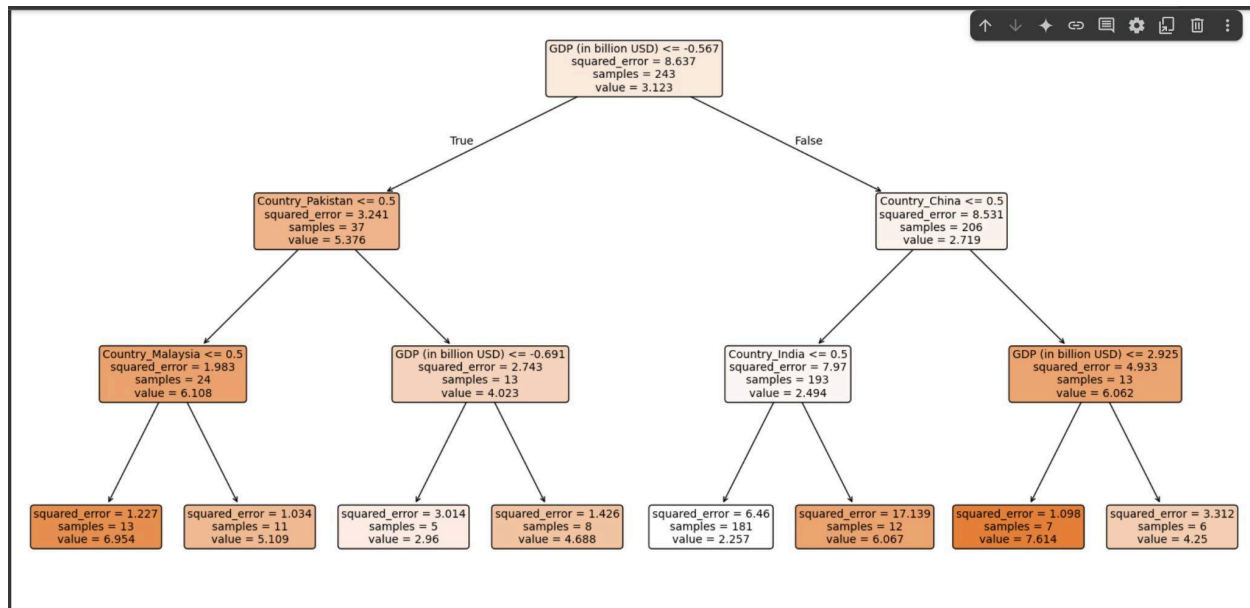 GDP (in billion USD) <= -0.567
squared_error = 8.637
samples = 243
value = 3.123
True
False
Country_Pakistan <= 0.5
squared_error = 3.241
samples = 37
value = 5.376
Country_China <= 0.5
squared_error = 8.531
samples = 206
value = 2.719
Country_Malaysia <= 0.5
squared_error = 1.983
samples = 24
value = 6.108
GDP (in billion USD) <= -0.691
squared_error = 2.743
samples = 13
value = 4.023
Country_India <= 0.5
squared_error = 7.97
samples = 193
value = 2.494
GDP (in billion USD) <= 2.925
squared_error = 4.933
samples = 13
value = 6.062
squared_error = 1.227
samples = 13
value = 6.954
squared_error = 1.034
samples = 11
value = 5.109
squared_error = 3.014
samples = 5
value = 2.96
squared_error = 1.426
samples = 8
value = 4.688
squared_error = 6.46
samples = 181
value = 2.257
squared_error = 17.139
samples = 12
value = 6.067
squared_error = 1.098
samples = 7
value = 7.614
squared_error = 3.312
samples = 6
value = 4.25